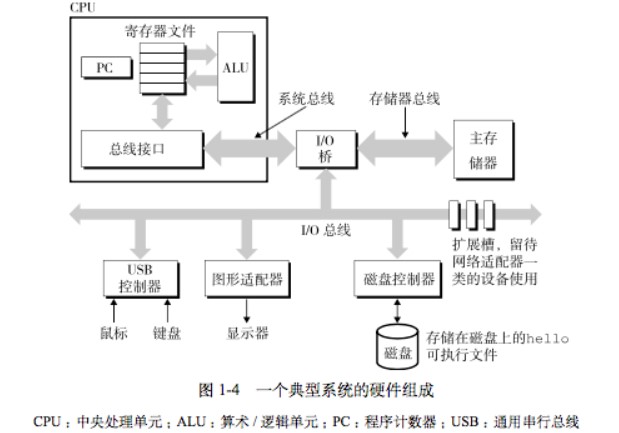 CPU
寄存器文件
PC
ALU
系统总线
存储器总线
总线接口
I/O
桥
主存
储器
I/O 总线
扩展槽，留待
网络适配器一
类的设备使用
USB
控制器
图形适配器
磁盘控制器
鼠标
键盘
显示器
磁盘
存储在磁盘上的hello
可执行文件
图 1-4 一个典型系统的硬件组成
CPU：中央处理单元；ALU：算术/逻辑单元；PC：程序计数器；USB：通用串行总线